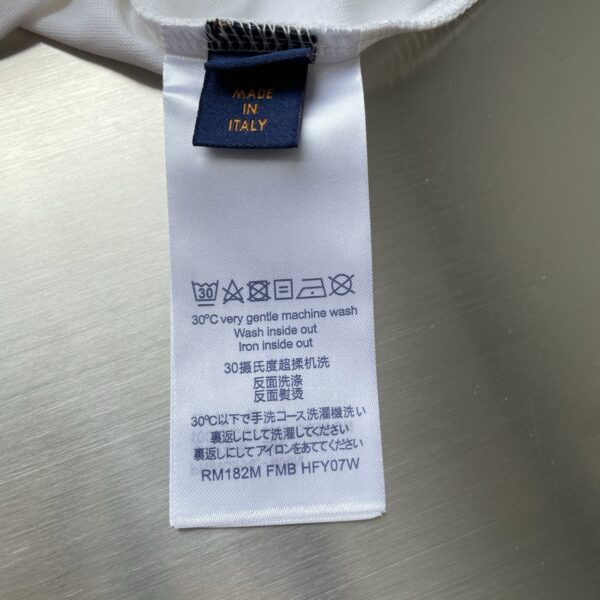 MADE
IN
ITALY
30
30°C very gentle machine wash
Wash inside out
Iron inside out
30摄氏度超揉机洗
反面洗涤
反面熨烫
30℃以下で手洗コース洗濯機洗い
裏返しにして洗濯してください
裏返しにしてアイロンをあててください
RM182M FMB HFY07W